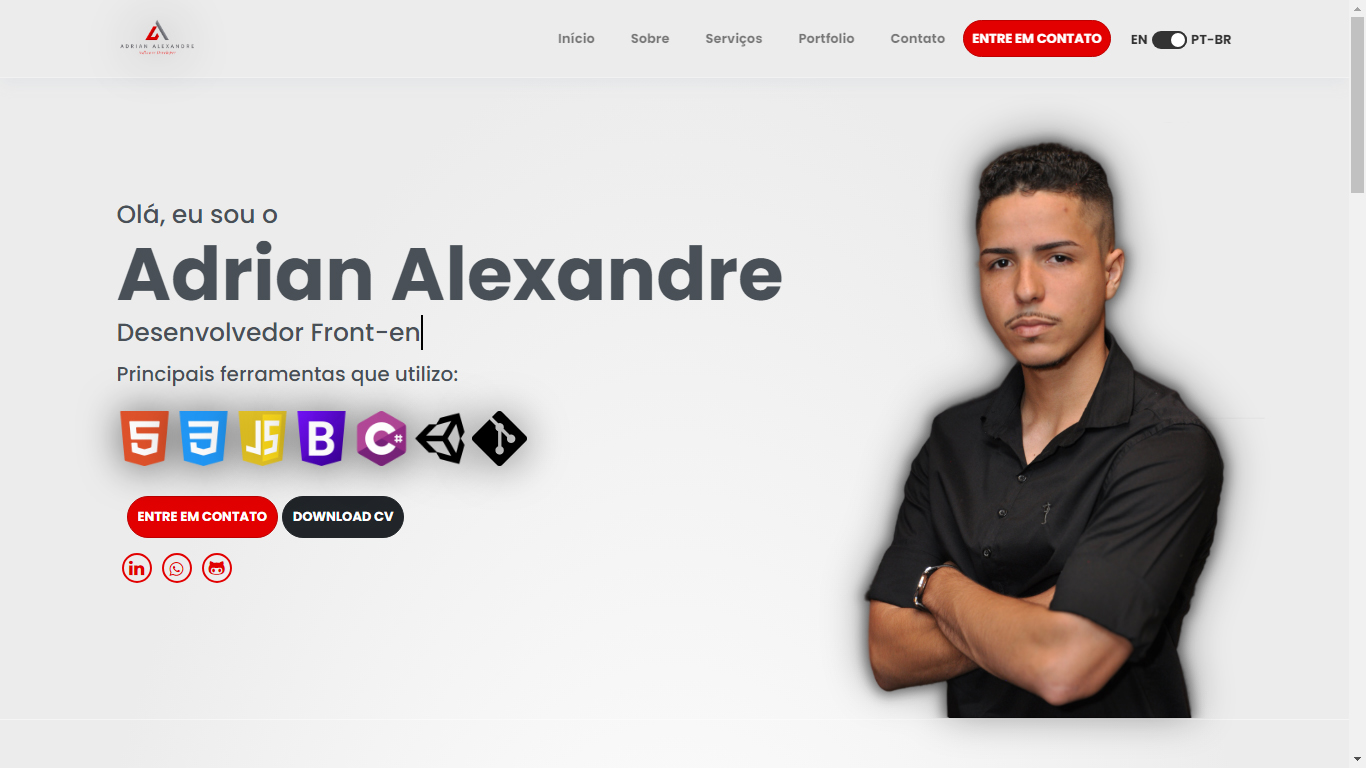 ADRIAN ALEXANDRE
Início Sobre Serviços Portfolio Contato ENTRE EM CONTATO EN PT-BR
Olá, eu sou o
Adrian Alexandre
Desenvolvedor Front-en
Principais ferramentas que utilizo:
5 3 JS B C#
ENTRE EM CONTATO DOWNLOAD CV
in